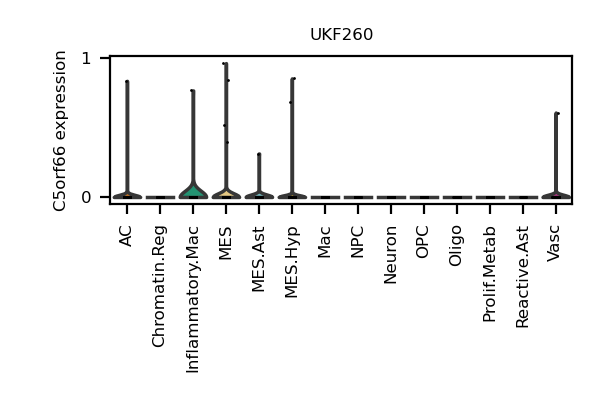 UKF260
C5orf66 expression
1
0
AC
Chromatin.Reg
Inflammatory.Mac
MES
MES.Ast
MES.Hyp
Mac
NPC
Neuron
OPC
Oligo
Prolif.Metab
Reactive.Ast
Vasc